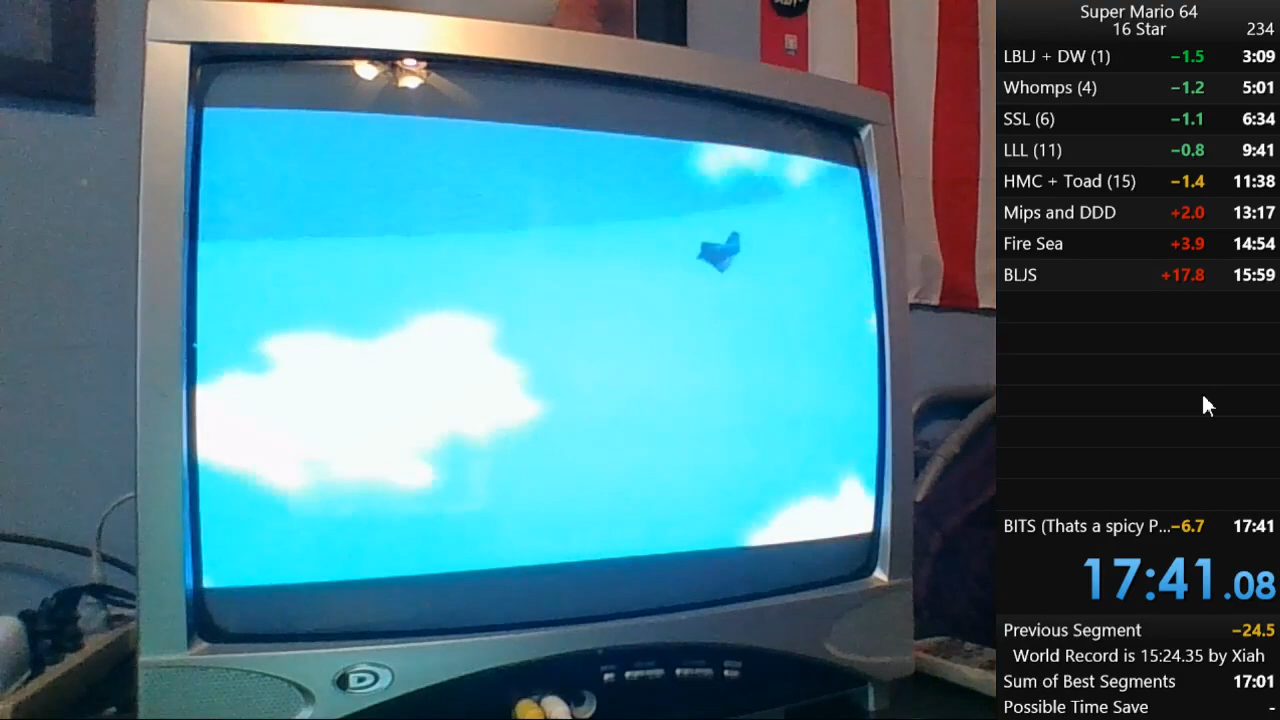 Super Mario 64
16 Star 234
LBLJ + DW (1) −1.5 3:09
Whomps (4) −1.2 5:01
SSL (6) −1.1 6:34
LLL (11) −0.8 9:41
HMC + Toad (15) −1.4 11:38
Mips and DDD +2.0 13:17
Fire Sea +3.9 14:54
BLJS +17.8 15:59
BITS (Thats a spicy P... −6.7 17:41
17:41.08
Previous Segment −24.5
World Record is 15:24.35 by Xiah
Sum of Best Segments 17:01
Possible Time Save -
D